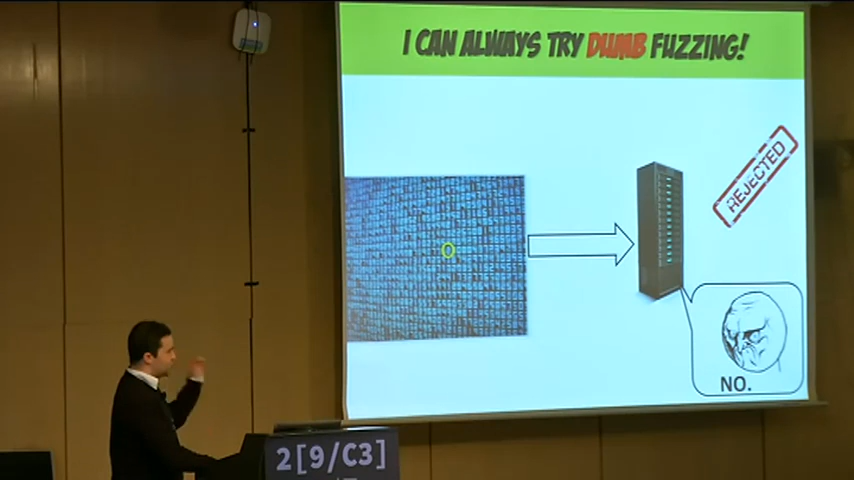 I CAN ALWAYS TRY DUMB FUZZING!
REJECTED
NO.
2[9/C3]